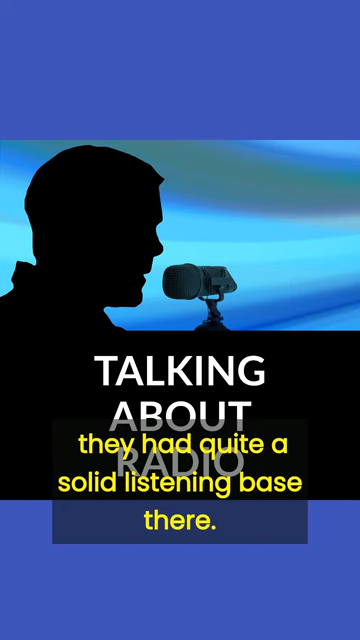 TALKING
ABOUT
RADIO
they had quite a
solid listening base
there.